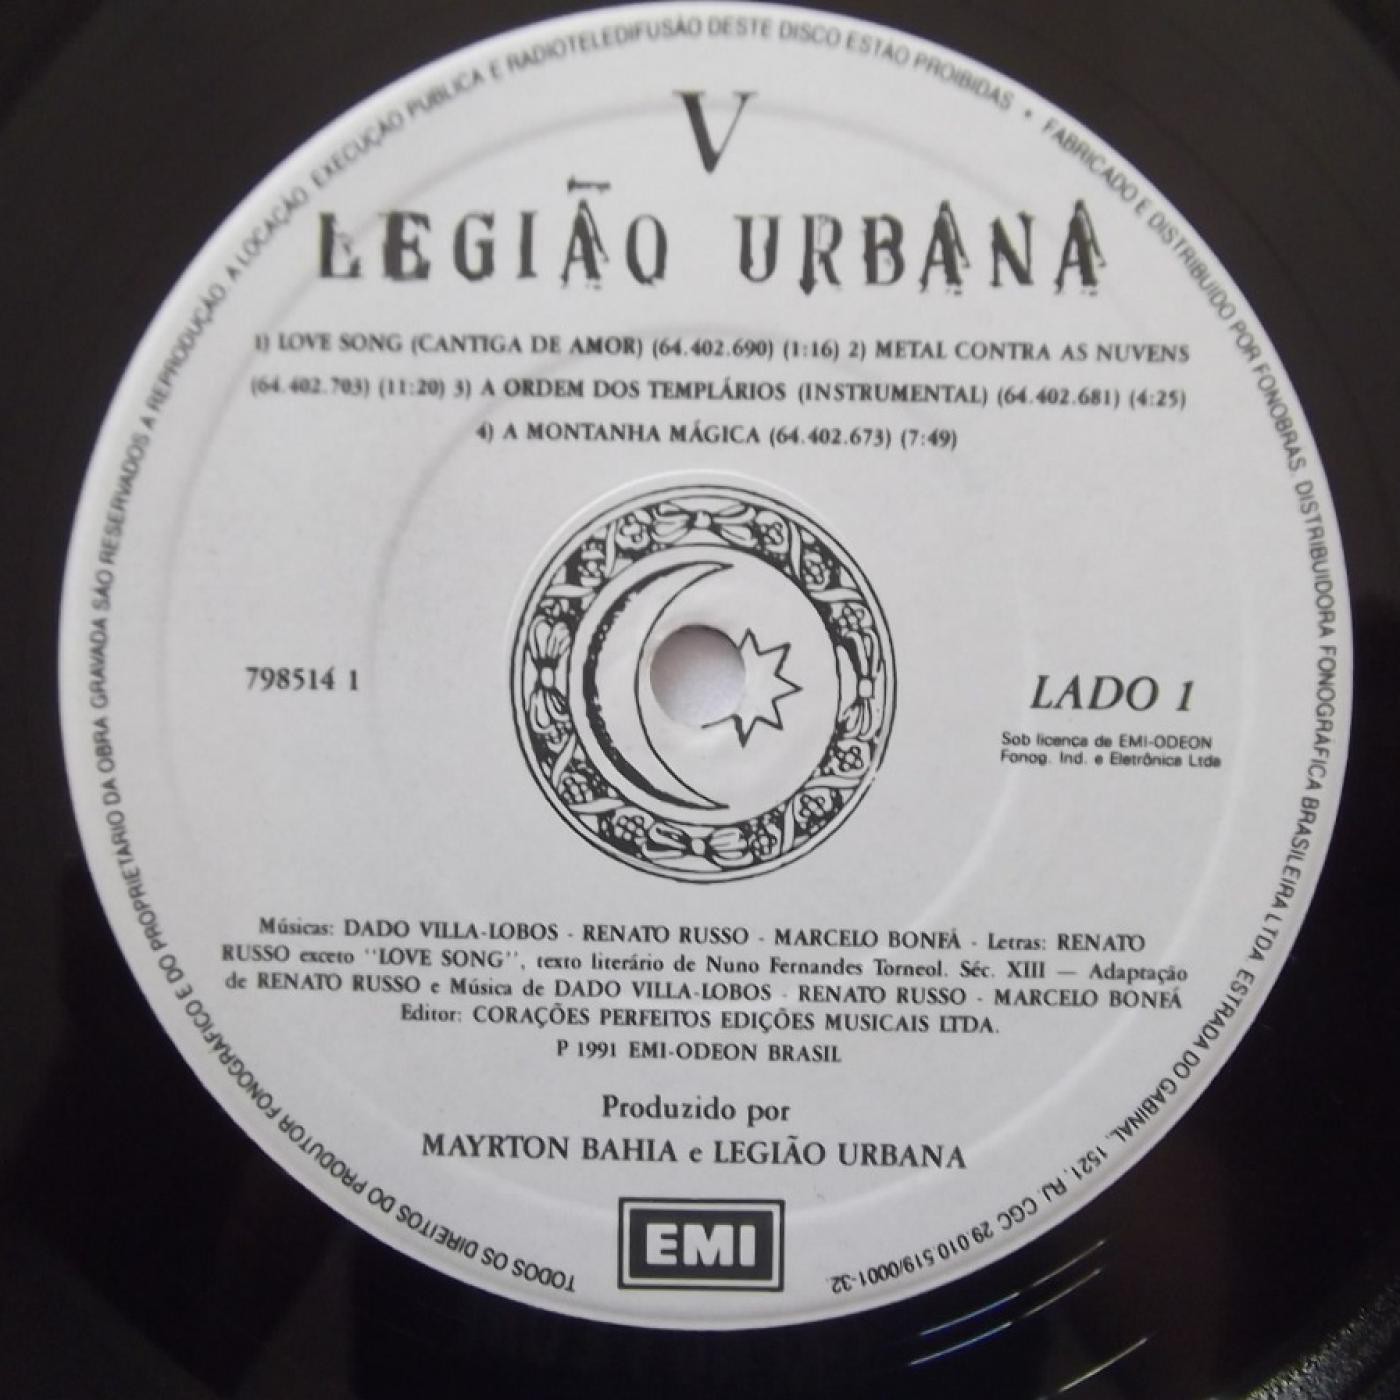 V
LEGIÃO URBANA
1) LOVE SONG (CANTIGA DE AMOR) (64.402.690) (1:16) 2) METAL CONTRA AS NUVENS
(64.402.703) (11:20) 3) A ORDEM DOS TEMPLÁRIOS (INSTRUMENTAL) (64.402.681) (4:25)
4) A MONTANHA MÁGICA (64.402.673) (7:49)
798514 1
LADO 1
Sob licença de EMI-ODEON
Fonog. Ind. e Eletrônica Ltda
Músicas: DADO VILLA-LOBOS - RENATO RUSSO - MARCELO BONFÁ - Letras: RENATO
RUSSO exceto "LOVE SONG", texto literário de Nuno Fernandes Torneol. Séc. XIII — Adaptação
de RENATO RUSSO e Música de DADO VILLA-LOBOS - RENATO RUSSO - MARCELO BONFÁ
Editor: CORAÇÕES PERFEITOS EDIÇÕES MUSICAIS LTDA.
P 1991 EMI-ODEON BRASIL
Produzido por
MAYRTON BAHIA e LEGIÃO URBANA
EMI
TODOS OS DIREITOS DO PRODUTOR FONOGRÁFICO E DO PROPRIETARIO DA OBRA GRAVADA SÃO RESERVADOS A REPRODUÇÃO. A LOCAÇÃO. EXECUÇÃO PUBLICA E RADIOTELEDIFUSÃO DESTE DISCO ESTÃO PROIBIDAS • FABRICADO E DISTRIBUIDO POR FONOBRAS. DISTRIBUIDORA FONOGRÁFICA BRASILEIRA LTDA. ESTRADA DO GABINAL, 1521, RJ. CGC 29.010.519/0001-32.